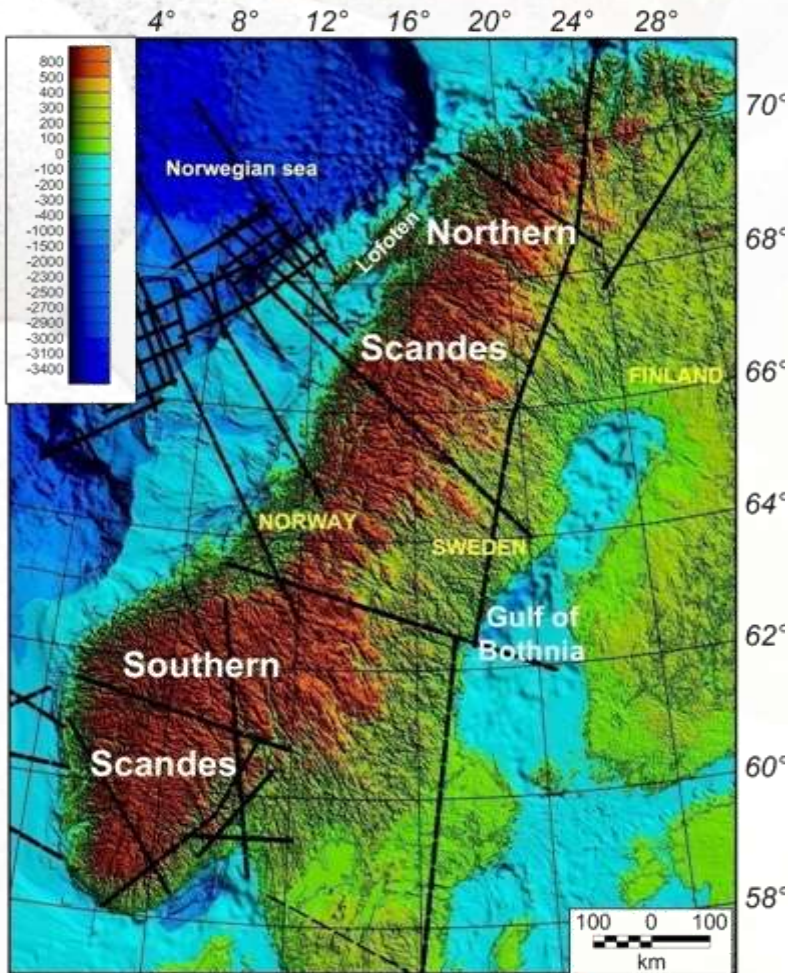 4° 8° 12° 16° 20° 24° 28°
800
500
400
300
200
100
0
-100
-200
-300
-400
-1000
-1500
-2000
-2300
-2500
-2700
-2900
-3000
-3100
-3400
Norwegian sea
Lofoten
Northern
Scandes
FINLAND
NORWAY
SWEDEN
Gulf of
Bothnia
Southern
Scandes
70°
68°
66°
64°
62°
60°
58°
100 0 100
km